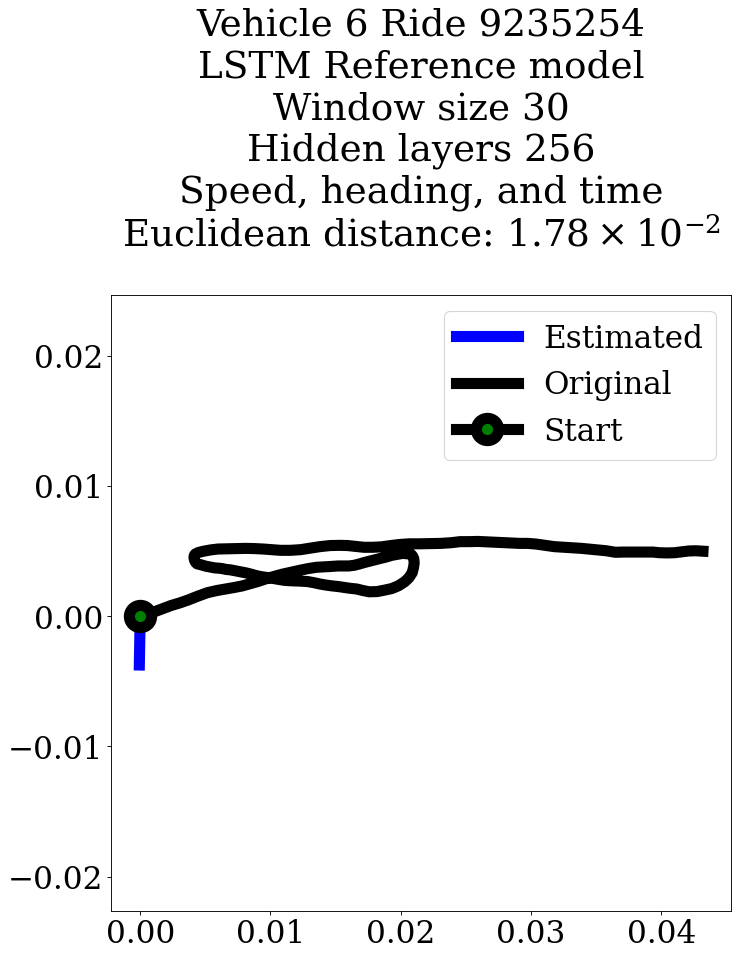 Vehicle 6 Ride 9235254
LSTM Reference model
Window size 30
Hidden layers 256
Speed, heading, and time
Euclidean distance: 1.78 × 10⁻²
Estimated
Original
Start
0.02
0.01
0.00
−0.01
−0.02
0.00 0.01 0.02 0.03 0.04